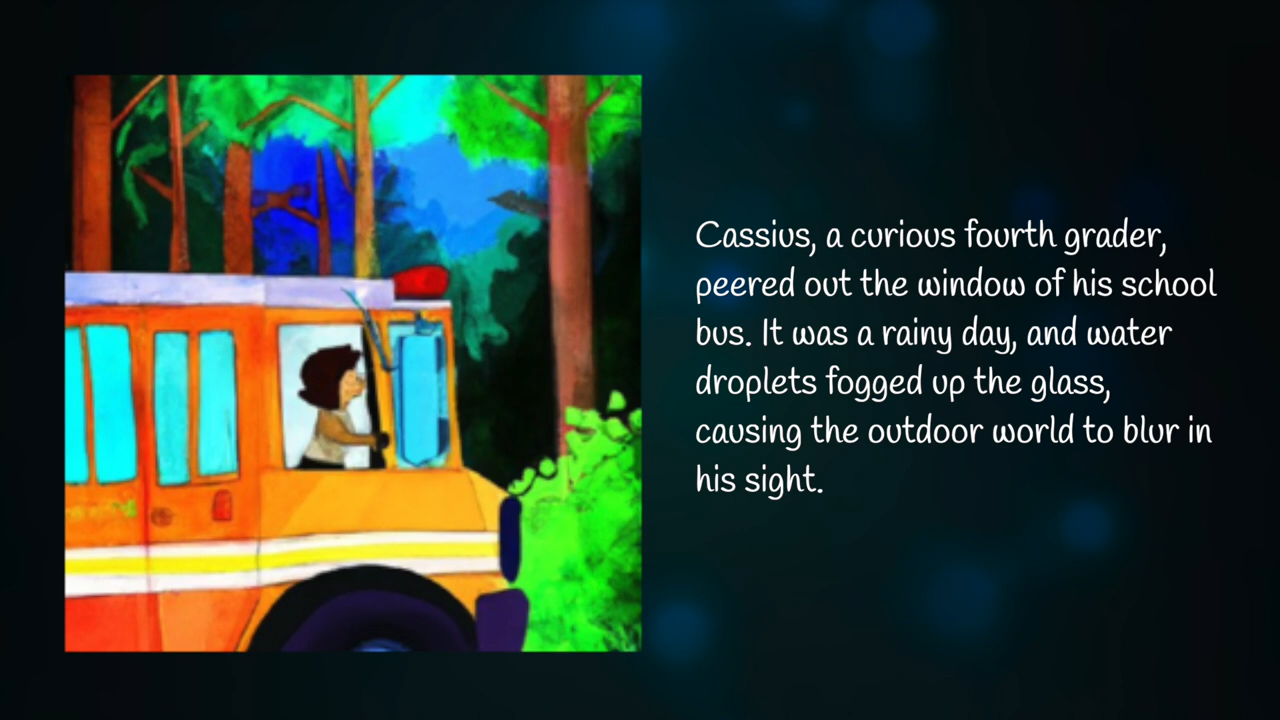 Cassius, a curious fourth grader,
peered out the window of his school
bus. It was a rainy day, and water
droplets fogged up the glass,
causing the outdoor world to blur in
his sight.